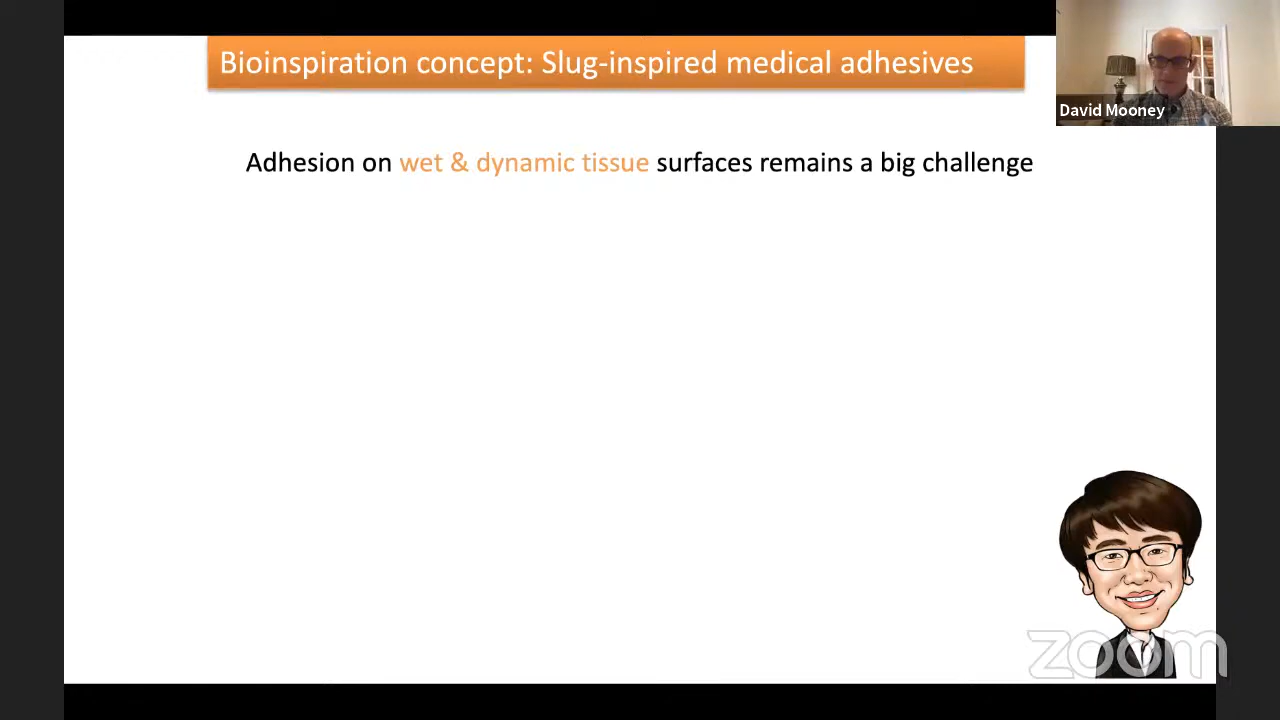 Bioinspiration concept: Slug-inspired medical adhesives
David Mooney
Adhesion on wet & dynamic tissue surfaces remains a big challenge
zoom